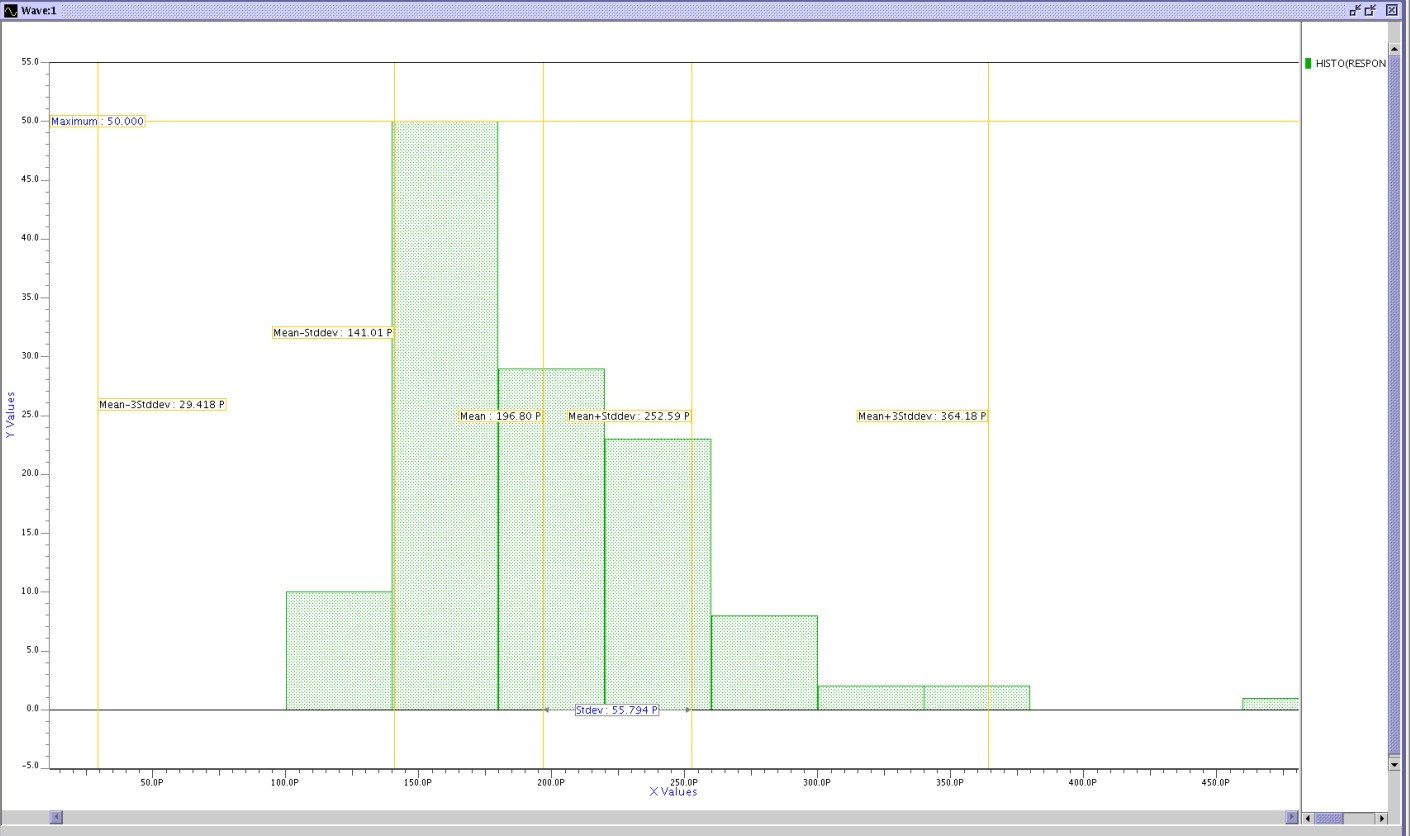 Wave:1
HISTO(RESPON
55.0
50.0
45.0
40.0
35.0
30.0
25.0
20.0
15.0
10.0
5.0
0.0
-5.0
Y Values
Maximum : 50.000
Mean-Stddev : 141.01 P
Mean-3Stddev : 29.418 P
Mean : 196.80 P
Mean+Stddev : 252.59 P
Mean+3Stddev : 364.18 P
Stdev : 55.794 P
50.0P 100.0P 150.0P 200.0P 250.0P 300.0P 350.0P 400.0P 450.0P
X Values